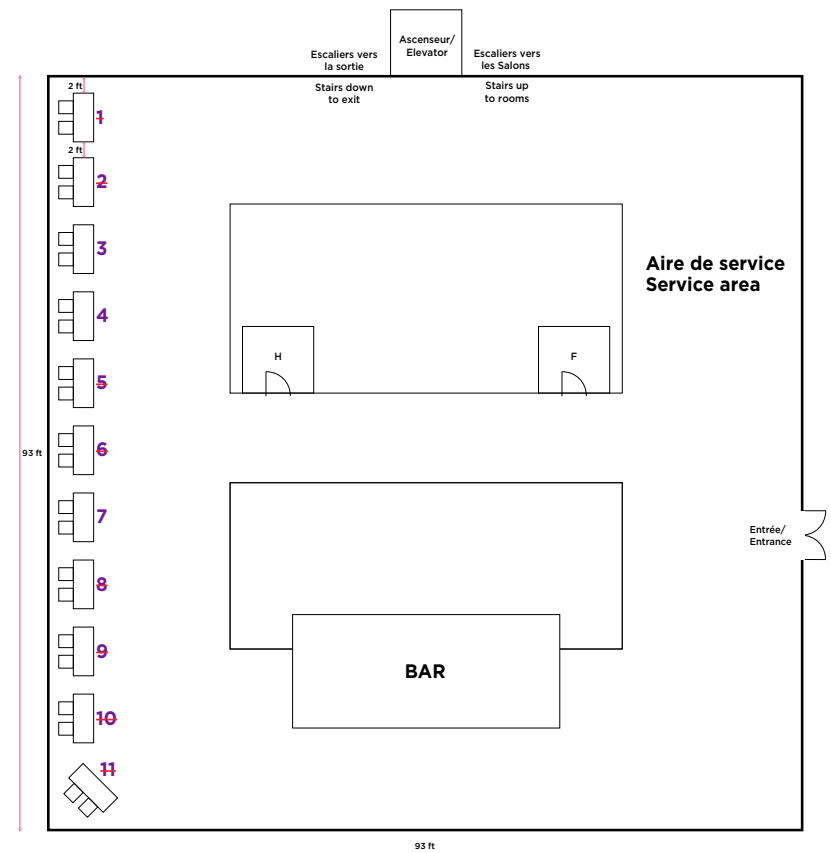 Ascenseur/
Elevator
Escaliers vers
la sortie
Stairs down
to exit
Escaliers vers
les Salons
Stairs up
to rooms
2 ft
1
2 ft
2
3
4
5
6
7
8
9
10
11
Aire de service
Service area
H
F
93 ft
Entrée/
Entrance
BAR
93 ft